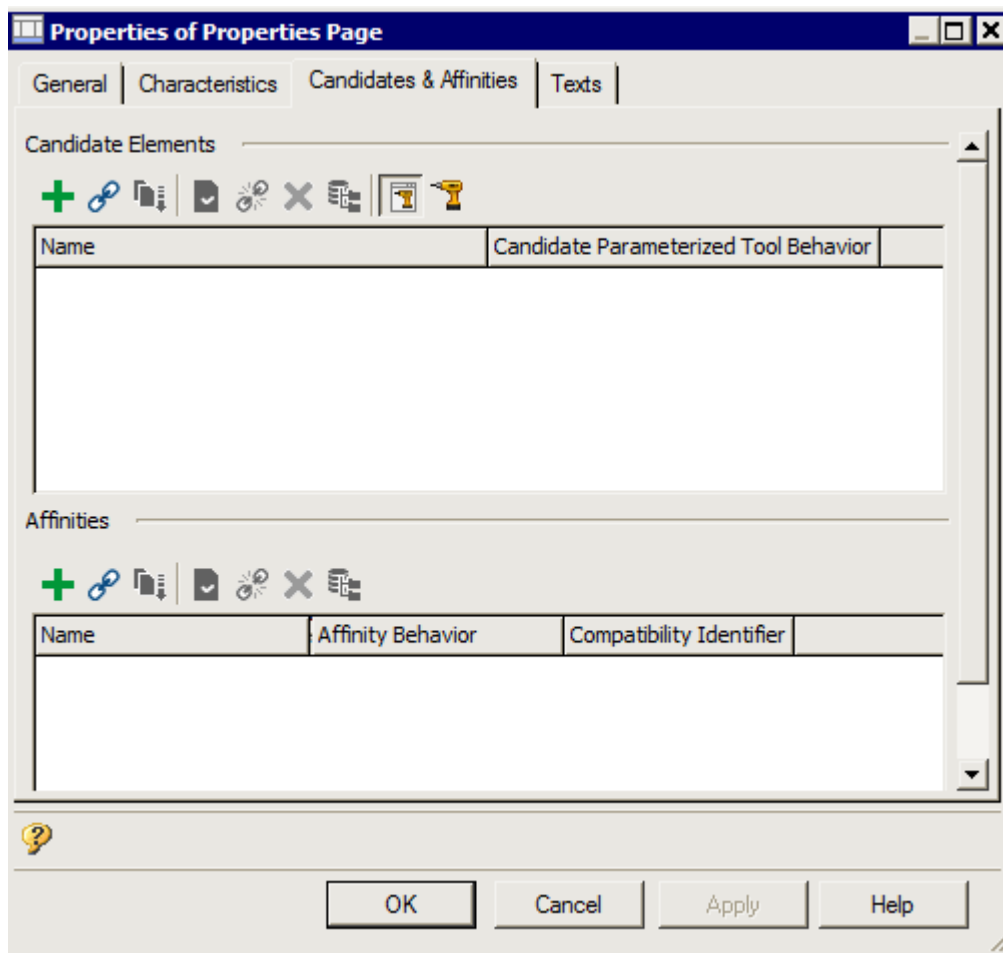 Properties of Properties Page
General Characteristics Candidates & Affinities Texts
Candidate Elements
Name Candidate Parameterized Tool Behavior
Affinities
Name Affinity Behavior Compatibility Identifier
OK Cancel Apply Help